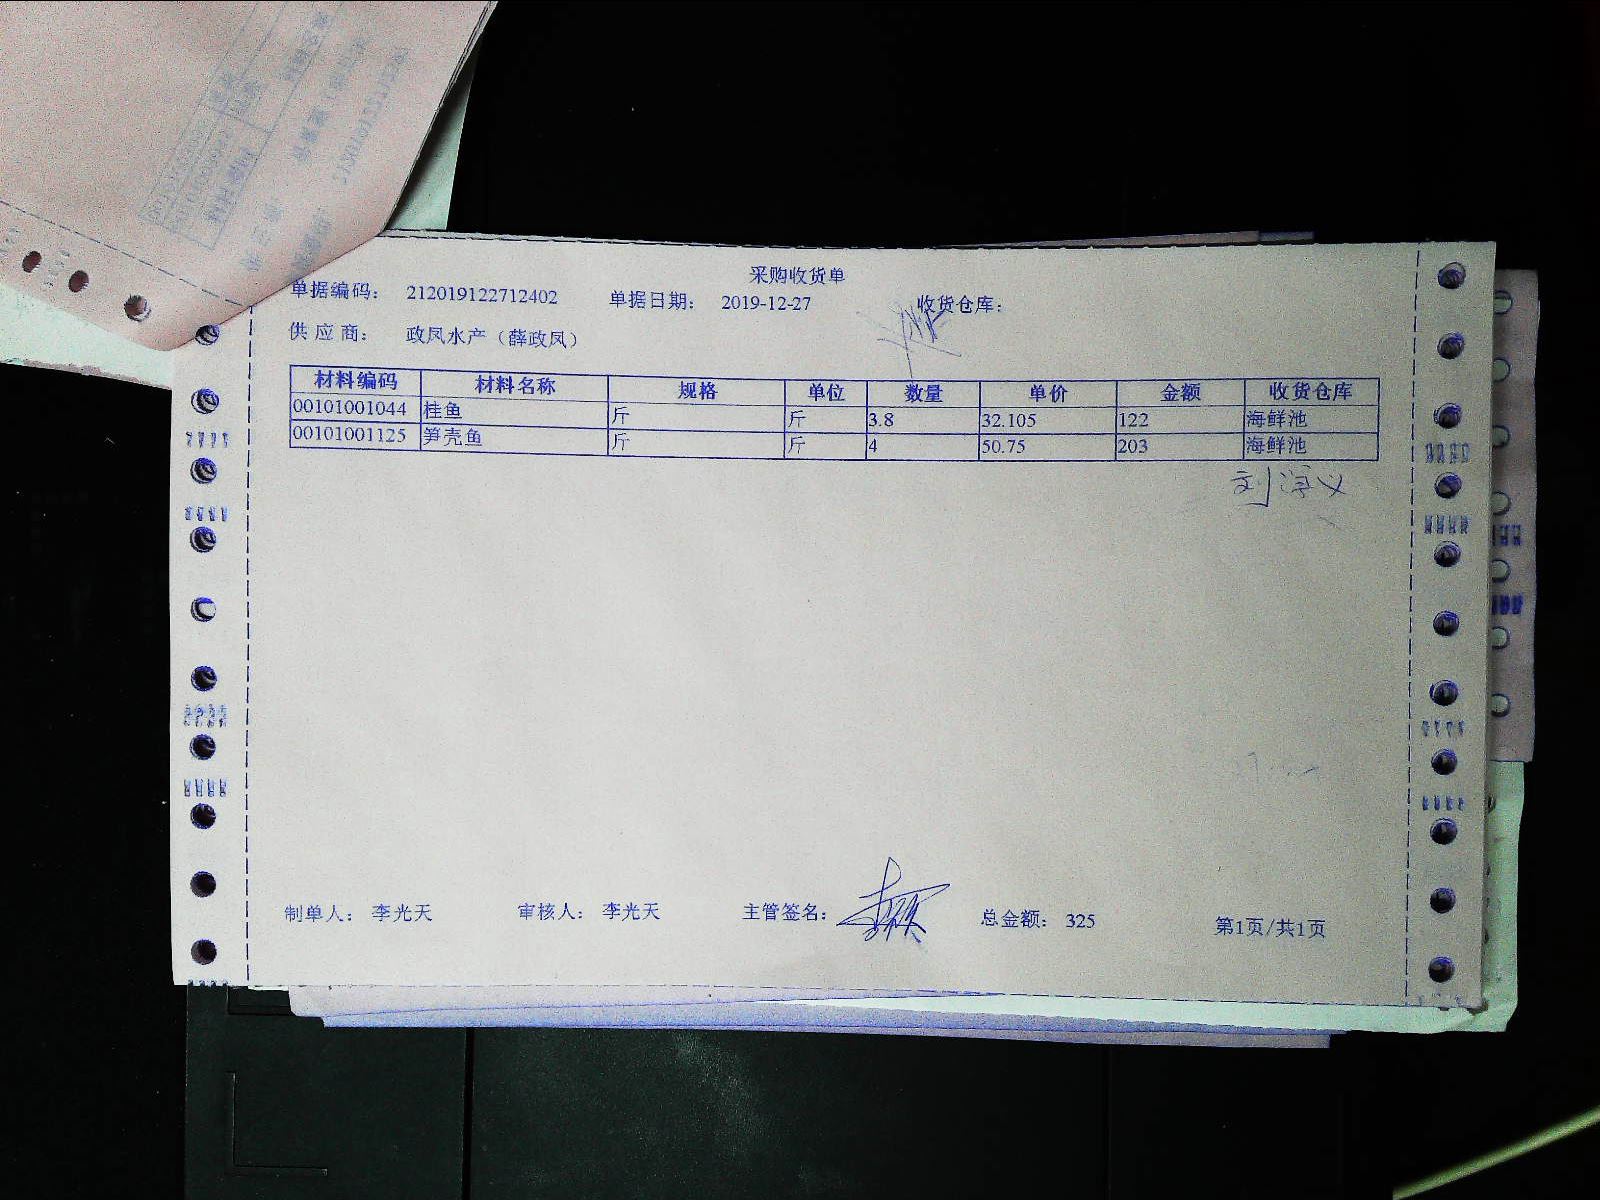 采购收货单
单据编码： 212019122712402 单据日期： 2019-12-27 收货仓库：
供 应 商： 政凤水产（薛政凤）
材料编码 材料名称 规格 单位 数量 单价 金额 收货仓库
00101001044 桂鱼 斤 斤 3.8 32.105 122 海鲜池
00101001125 笋壳鱼 斤 斤 4 50.75 203 海鲜池
制单人： 李光天 审核人： 李光天 主管签名： 总金额： 325 第1页/共1页